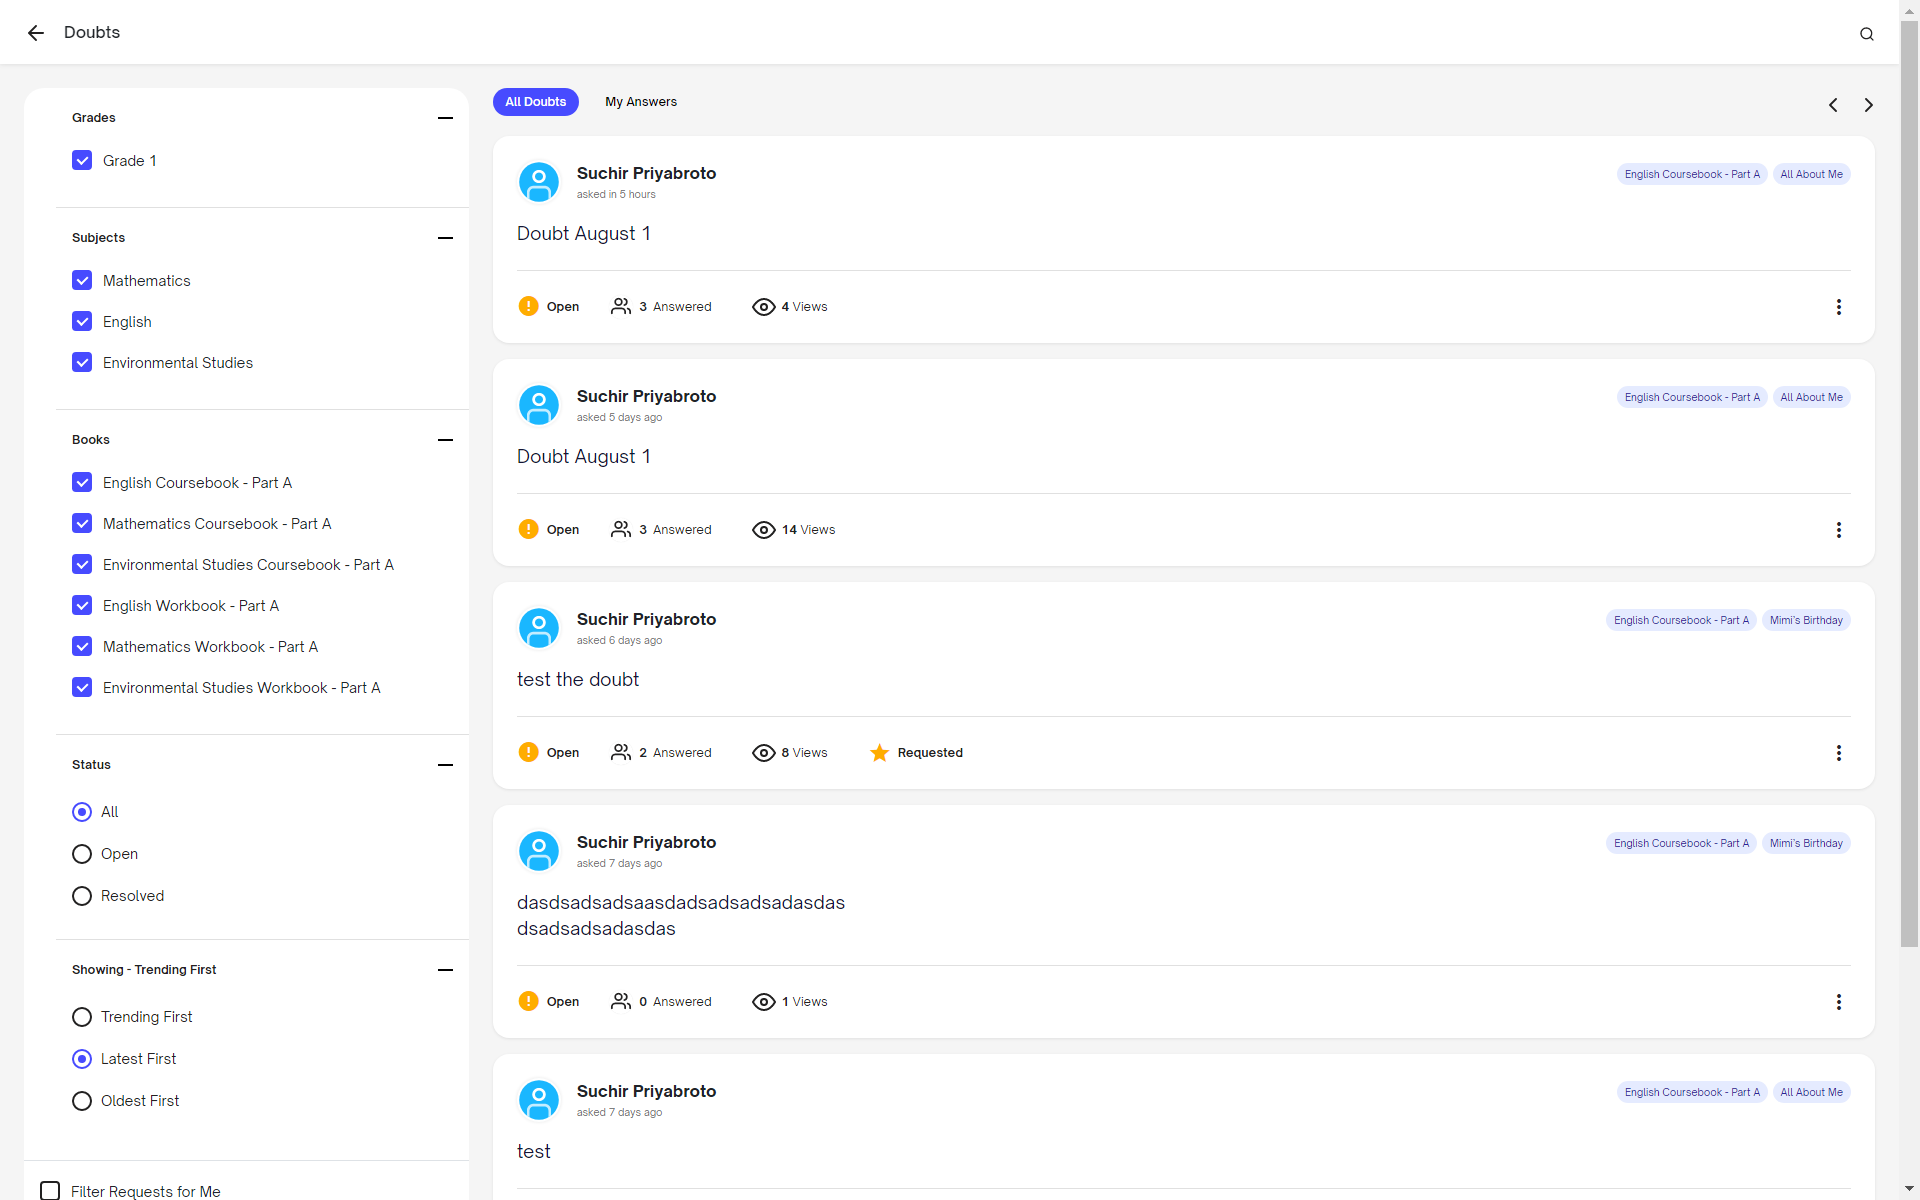 Doubts
Grades
Grade 1
Subjects
Mathematics
English
Environmental Studies
Books
English Coursebook - Part A
Mathematics Coursebook - Part A
Environmental Studies Coursebook - Part A
English Workbook - Part A
Mathematics Workbook - Part A
Environmental Studies Workbook - Part A
Status
All
Open
Resolved
Showing - Trending First
Trending First
Latest First
Oldest First
Filter Requests for Me
All Doubts My Answers
Suchir Priyabroto English Coursebook - Part A All About Me
asked in 5 hours
Doubt August 1
Open 3 Answered 4 Views
Suchir Priyabroto English Coursebook - Part A All About Me
asked 5 days ago
Doubt August 1
Open 3 Answered 14 Views
Suchir Priyabroto English Coursebook - Part A Mimi's Birthday
asked 6 days ago
test the doubt
Open 2 Answered 8 Views Requested
Suchir Priyabroto English Coursebook - Part A Mimi's Birthday
asked 7 days ago
dasdsadsadsaasdadsadsadsadasdas
dsadsadsadasdas
Open 0 Answered 1 Views
Suchir Priyabroto English Coursebook - Part A All About Me
asked 7 days ago
test